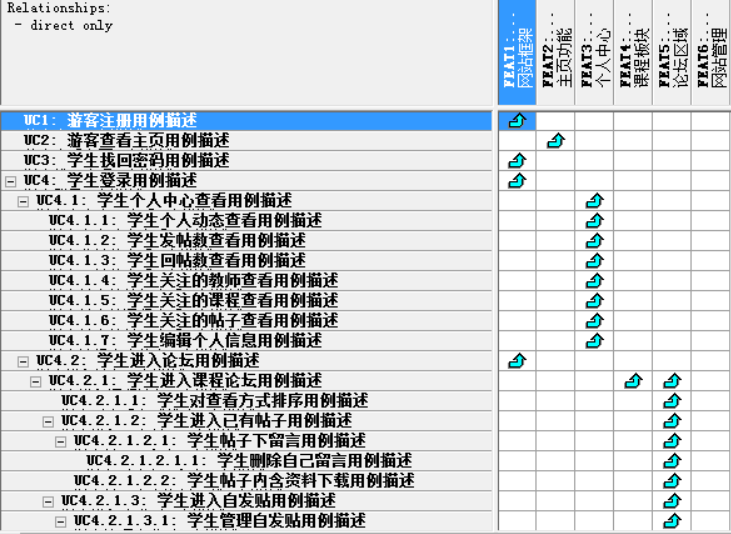 Relationships:
- direct only
FEAT1:...
网站框架
FEAT2:...
主页功能
FEAT3:...
个人中心
FEAT4:...
课程板块
FEAT5:...
论坛区域
FEAT6:...
网站管理
UC1: 游客注册用例描述
UC2: 游客查看主页用例描述
UC3: 学生找回密码用例描述
UC4: 学生登录用例描述
UC4.1: 学生个人中心查看用例描述
UC4.1.1: 学生个人动态查看用例描述
UC4.1.2: 学生发帖数查看用例描述
UC4.1.3: 学生回帖数查看用例描述
UC4.1.4: 学生关注的教师查看用例描述
UC4.1.5: 学生关注的课程查看用例描述
UC4.1.6: 学生关注的帖子查看用例描述
UC4.1.7: 学生编辑个人信息用例描述
UC4.2: 学生进入论坛用例描述
UC4.2.1: 学生进入课程论坛用例描述
UC4.2.1.1: 学生对查看方式排序用例描述
UC4.2.1.2: 学生进入已有帖子用例描述
UC4.2.1.2.1: 学生帖子下留言用例描述
UC4.2.1.2.1.1: 学生删除自己留言用例描述
UC4.2.1.2.2: 学生帖子内含资料下载用例描述
UC4.2.1.3: 学生进入自发贴用例描述
UC4.2.1.3.1: 学生管理自发贴用例描述